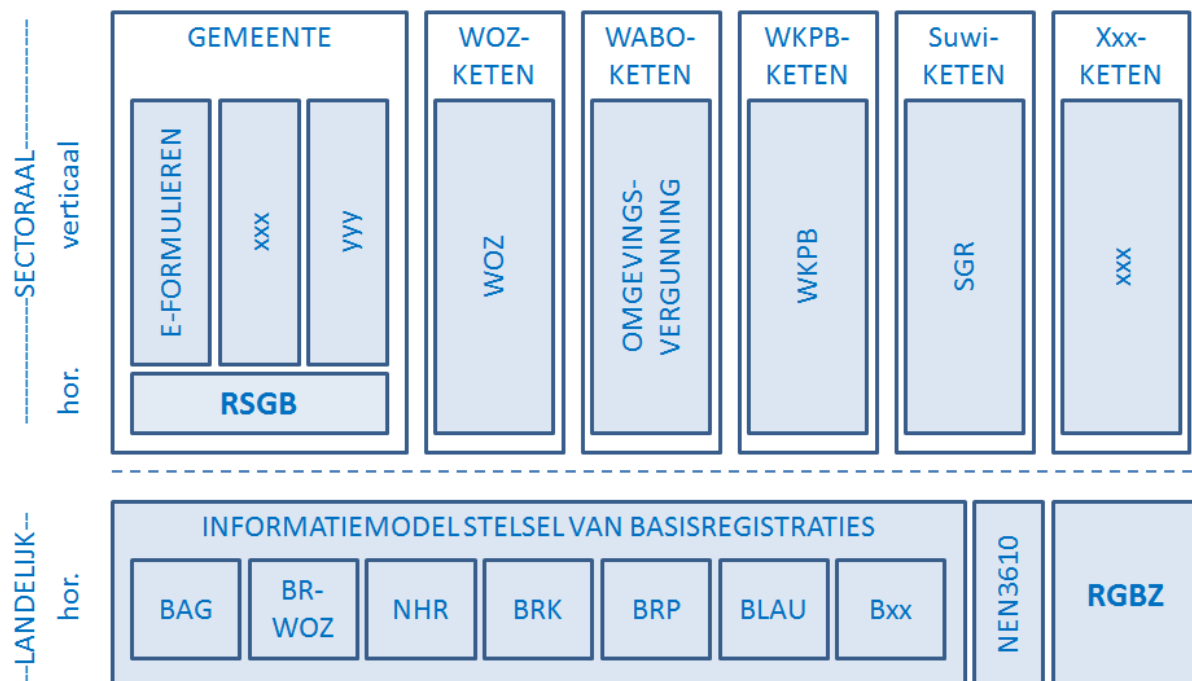 SECTORAAL
verticaal
hor.
GEMEENTE
E-FORMULIEREN
xxx
yyy
RSGB
WOZ-
KETEN
WOZ
WABO-
KETEN
OMGEVINGS-
VERGUNNING
WKPB-
KETEN
WKPB
Suwi-
KETEN
SGR
Xxx-
KETEN
xxx
LANDELIJK
hor.
INFORMATIEMODEL STELSEL VAN BASISREGISTRATIES
BAG
BR-
WOZ
NHR
BRK
BRP
BLAU
Bxx
NEN3610
RGBZ